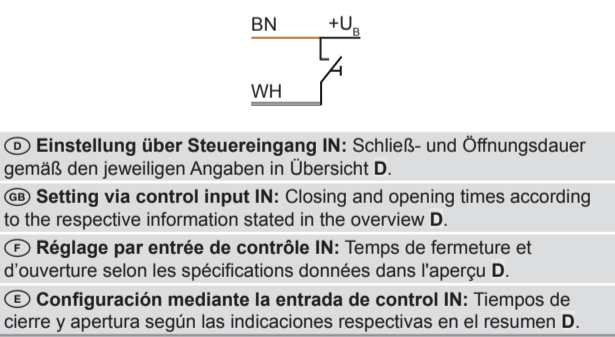 BN +U_B
WH
D Einstellung über Steuereingang IN: Schließ- und Öffnungsdauer
gemäß den jeweiligen Angaben in Übersicht D.
GB Setting via control input IN: Closing and opening times according
to the respective information stated in the overview D.
F Réglage par entrée de contrôle IN: Temps de fermeture et
d'ouverture selon les spécifications données dans l'aperçu D.
E Configuración mediante la entrada de control IN: Tiempos de
cierre y apertura según las indicaciones respectivas en el resumen D.